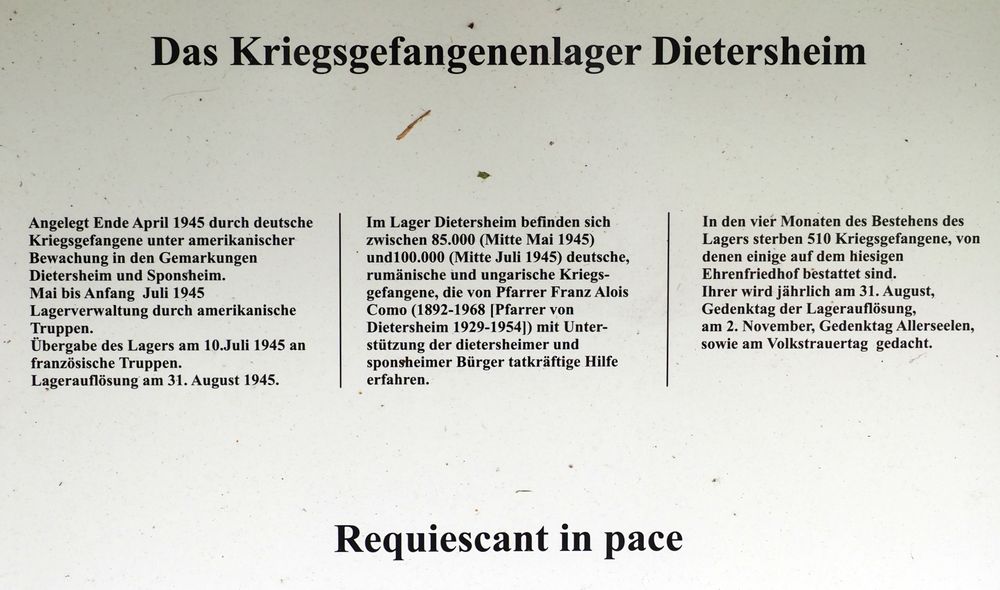 Das Kriegsgefangenenlager Dietersheim
Angelegt Ende April 1945 durch deutsche
Kriegsgefangene unter amerikanischer
Bewachung in den Gemarkungen
Dietersheim und Sponsheim.
Mai bis Anfang Juli 1945
Lagerverwaltung durch amerikanische
Truppen.
Übergabe des Lagers am 10.Juli 1945 an
französische Truppen.
Lagerauflösung am 31. August 1945.
Im Lager Dietersheim befinden sich
zwischen 85.000 (Mitte Mai 1945)
und100.000 (Mitte Juli 1945) deutsche,
rumänische und ungarische Kriegs-
gefangene, die von Pfarrer Franz Alois
Como (1892-1968 [Pfarrer von
Dietersheim 1929-1954]) mit Unter-
stützung der dietersheimer und
sponsheimer Bürger tatkräftige Hilfe
erfahren.
In den vier Monaten des Bestehens des
Lagers sterben 510 Kriegsgefangene, von
denen einige auf dem hiesigen
Ehrenfriedhof bestattet sind.
Ihrer wird jährlich am 31. August,
Gedenktag der Lagerauflösung,
am 2. November, Gedenktag Allerseelen,
sowie am Volkstrauertag gedacht.
Requiescant in pace